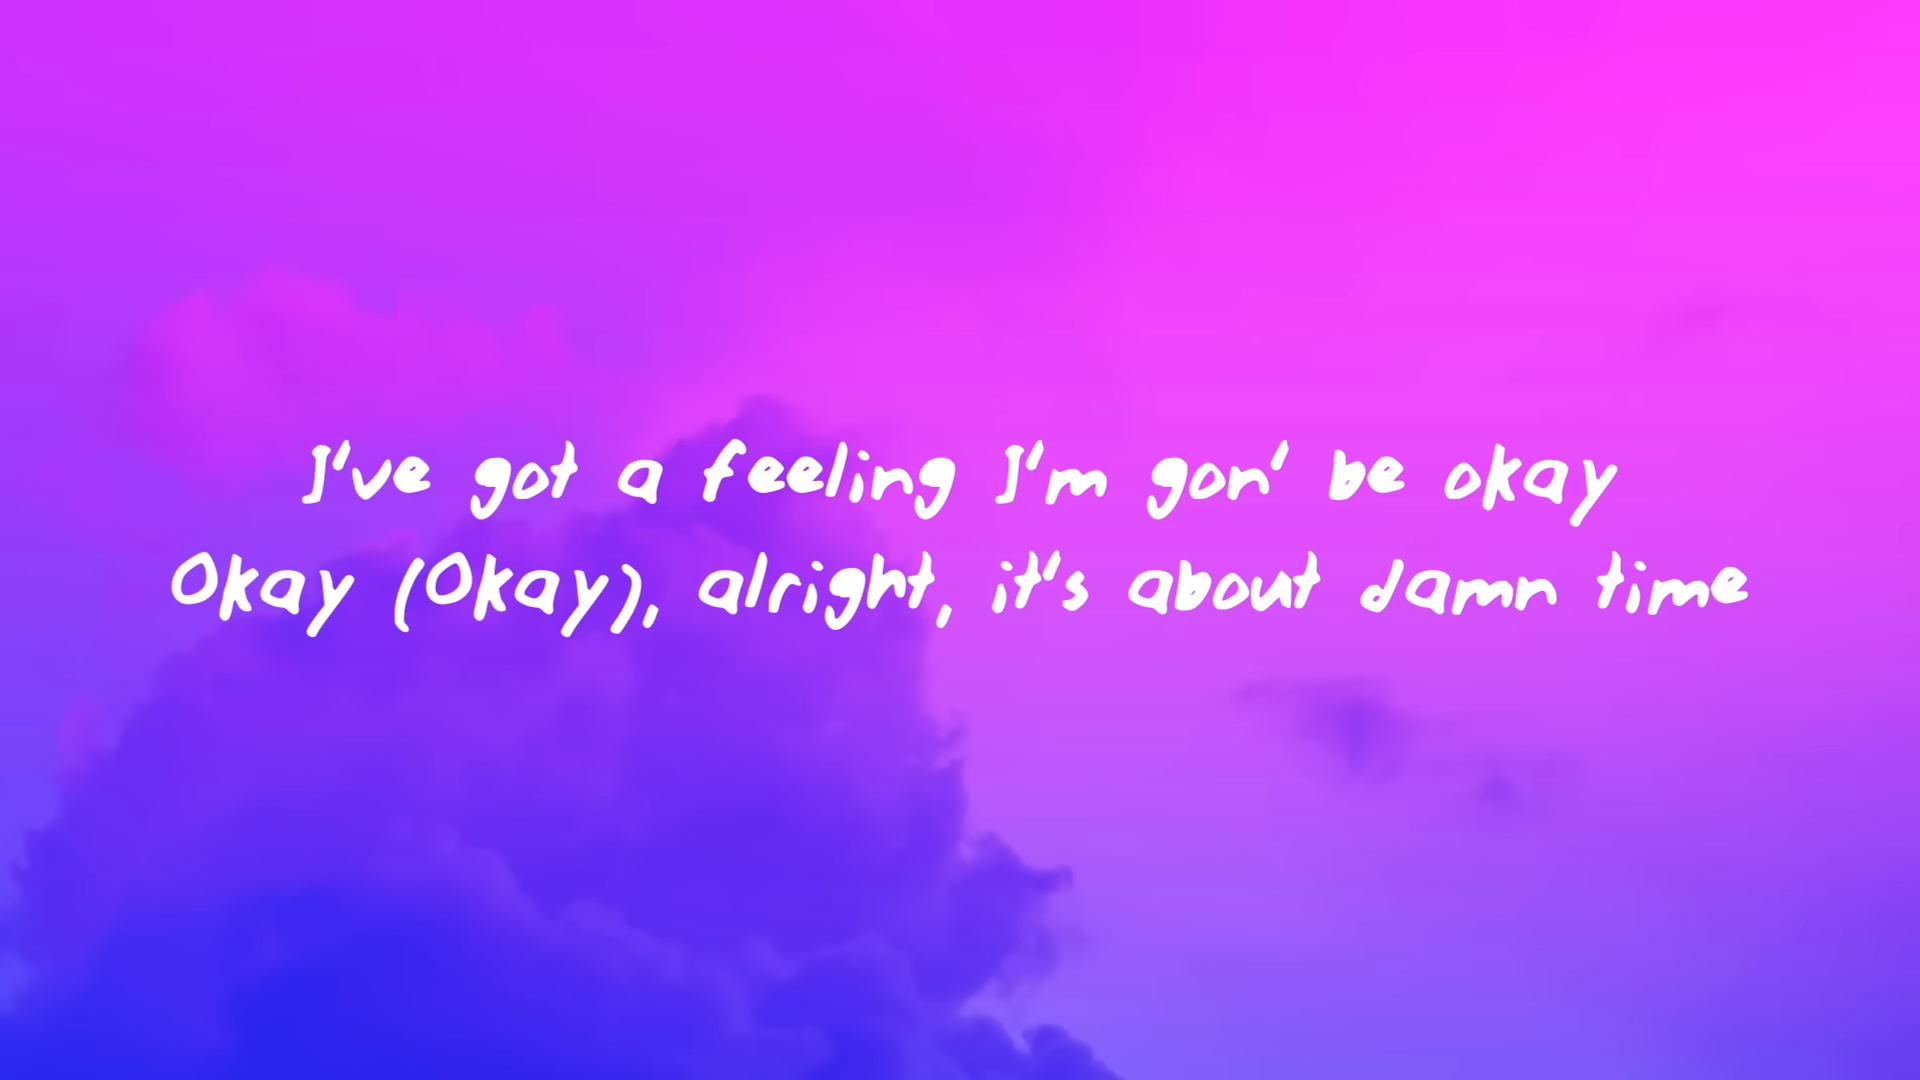 I've got a feeling I'm gon' be okay
Okay (Okay), alright, it's about damn time